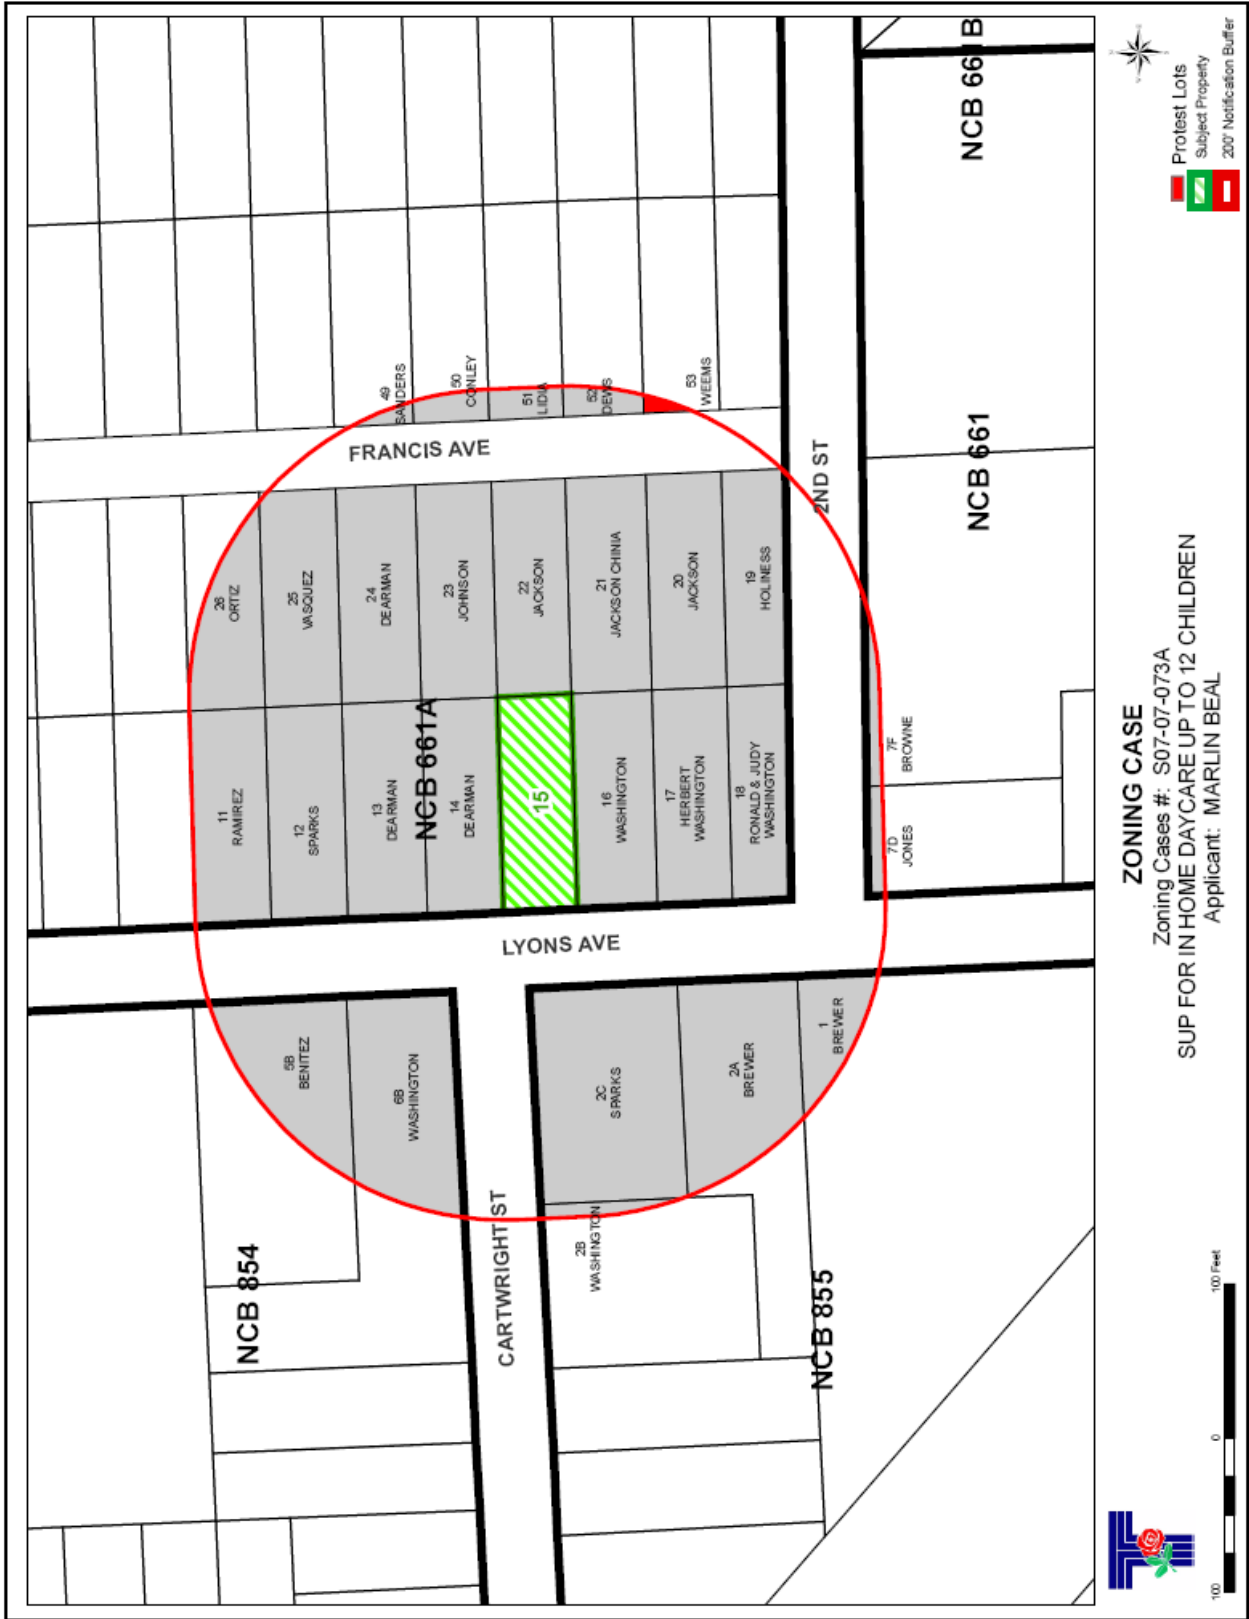 NCB 661B
NCB 661
NCB 661A
NCB 854
NCB 855
FRANCIS AVE
2ND ST
LYONS AVE
CARTWRIGHT ST
49
SANDERS
50
CONLEY
51
LIDIA
52
DEWS
53
WEEMS
26
ORTIZ
25
VASQUEZ
24
DEARMAN
23
JOHNSON
22
JACKSON
21
JACKSON CHINIA
20
JACKSON
19
HOLINESS
11
RAMIREZ
12
SPARKS
13
DEARMAN
14
DEARMAN
15
16
WASHINGTON
17
HERBERT
WASHINGTON
18
RONALD & JUDY
WASHINGTON
7F
BROWNE
7D
JONES
5B
BENITEZ
6B
WASHINGTON
2C
SPARKS
2A
BREWER
1
BREWER
2B
WASHINGTON
ZONING CASE
Zoning Cases #: S07-07-073A
SUP FOR IN HOME DAYCARE UP TO 12 CHILDREN
Applicant: MARLIN BEAL
Protest Lots
Subject Property
200' Notification Buffer
100
0
100 Feet